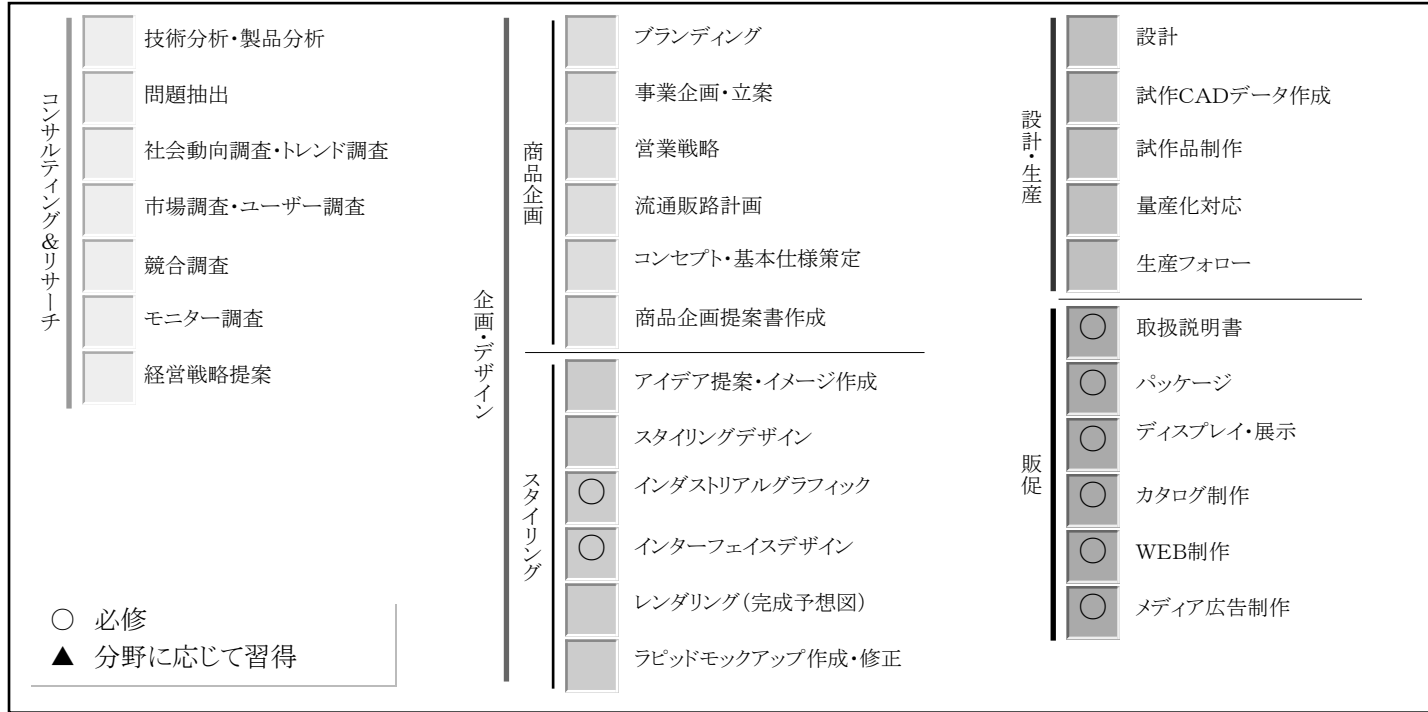 コンサルティング&リサーチ
技術分析・製品分析
問題抽出
社会動向調査・トレンド調査
市場調査・ユーザー調査
競合調査
モニター調査
経営戦略提案
企画・デザイン
商品企画
ブランディング
事業企画・立案
営業戦略
流通販路計画
コンセプト・基本仕様策定
商品企画提案書作成
スタイリング
アイデア提案・イメージ作成
スタイリングデザイン
○ インダストリアルグラフィック
○ インターフェイスデザイン
レンダリング(完成予想図)
ラピッドモックアップ作成・修正
設計・生産
設計
試作CADデータ作成
試作品制作
量産化対応
生産フォロー
販促
○ 取扱説明書
○ パッケージ
○ ディスプレイ・展示
○ カタログ制作
○ WEB制作
○ メディア広告制作
○ 必修
▲ 分野に応じて習得